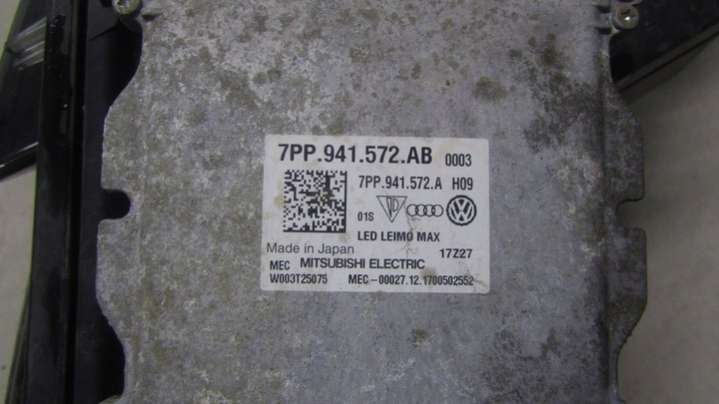 7PP.941.572.AB 0003
7PP.941.572.A H09
01S
LED LEIMO MAX
Made in Japan 17Z27
MEC MITSUBISHI ELECTRIC
W003T25075 MEC-00027.12.1700502552